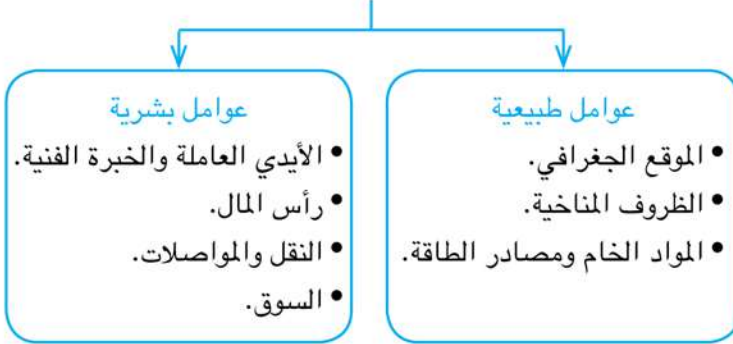 عوامل طبيعية
• الموقع الجغرافي.
• الظروف المناخية.
• المواد الخام ومصادر الطاقة.
عوامل بشرية
• الأيدي العاملة والخبرة الفنية.
• رأس المال.
• النقل والمواصلات.
• السوق.